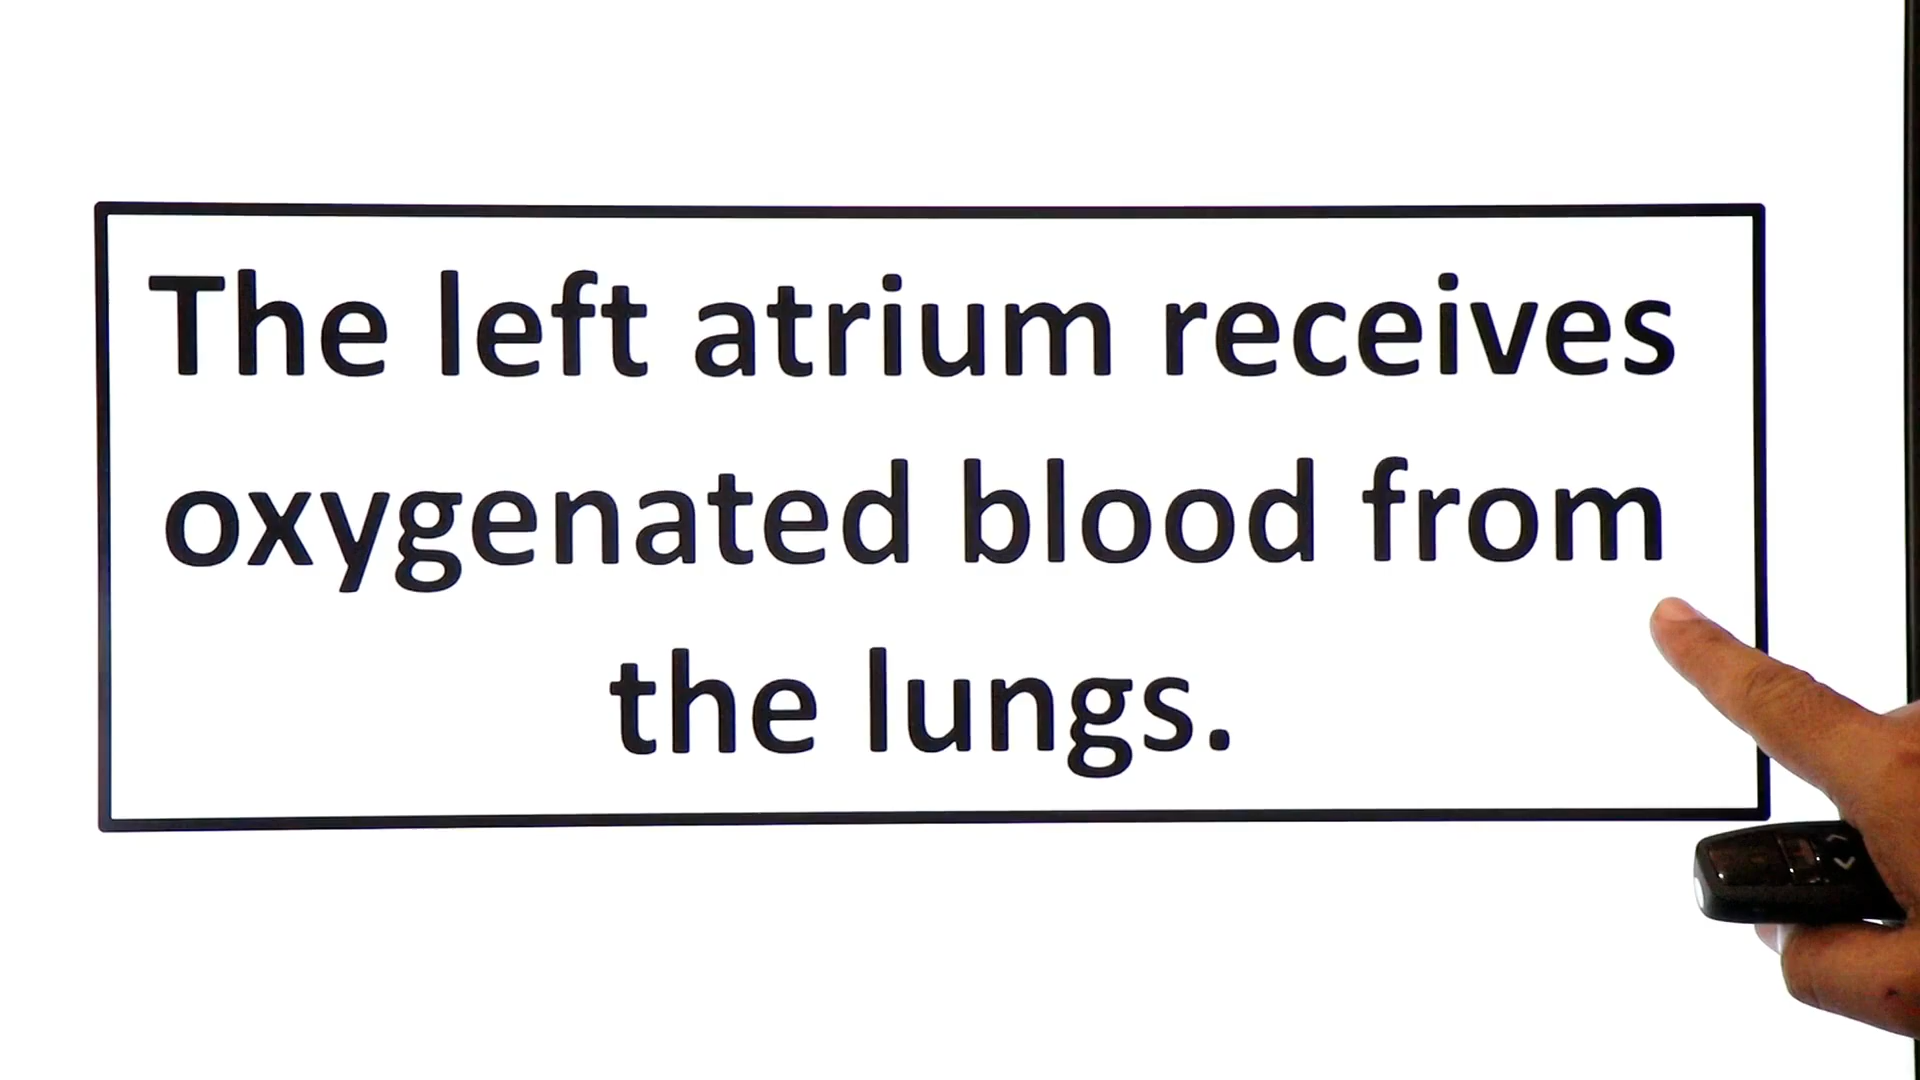 The left atrium receives
oxygenated blood from
the lungs.